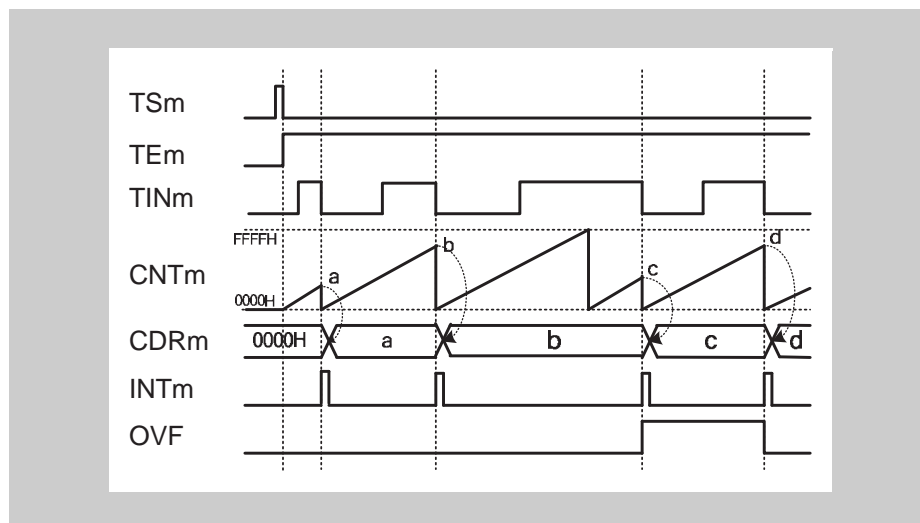 TSm
TEm
TINm
FFFFH
b
d
CNTm
a
c
0000H
CDRm
0000H
a
b
c
d
INTm
OVF